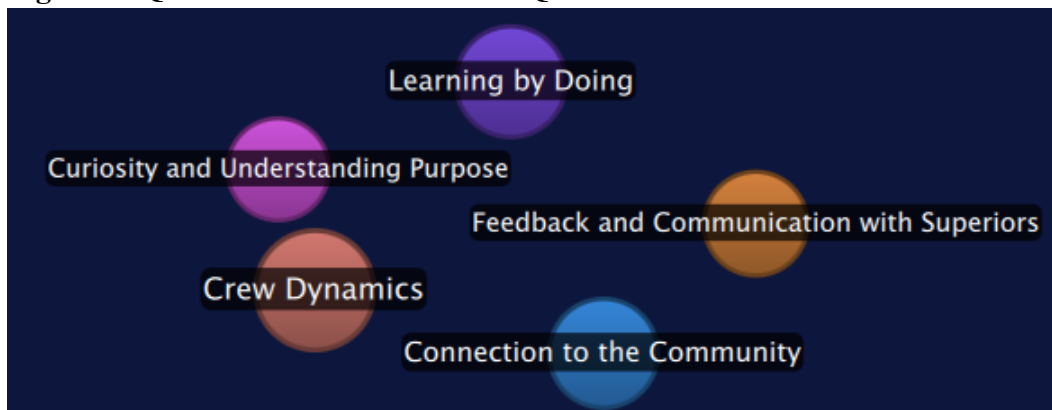 Learning by Doing
Curiosity and Understanding Purpose
Feedback and Communication with Superiors
Crew Dynamics
Connection to the Community